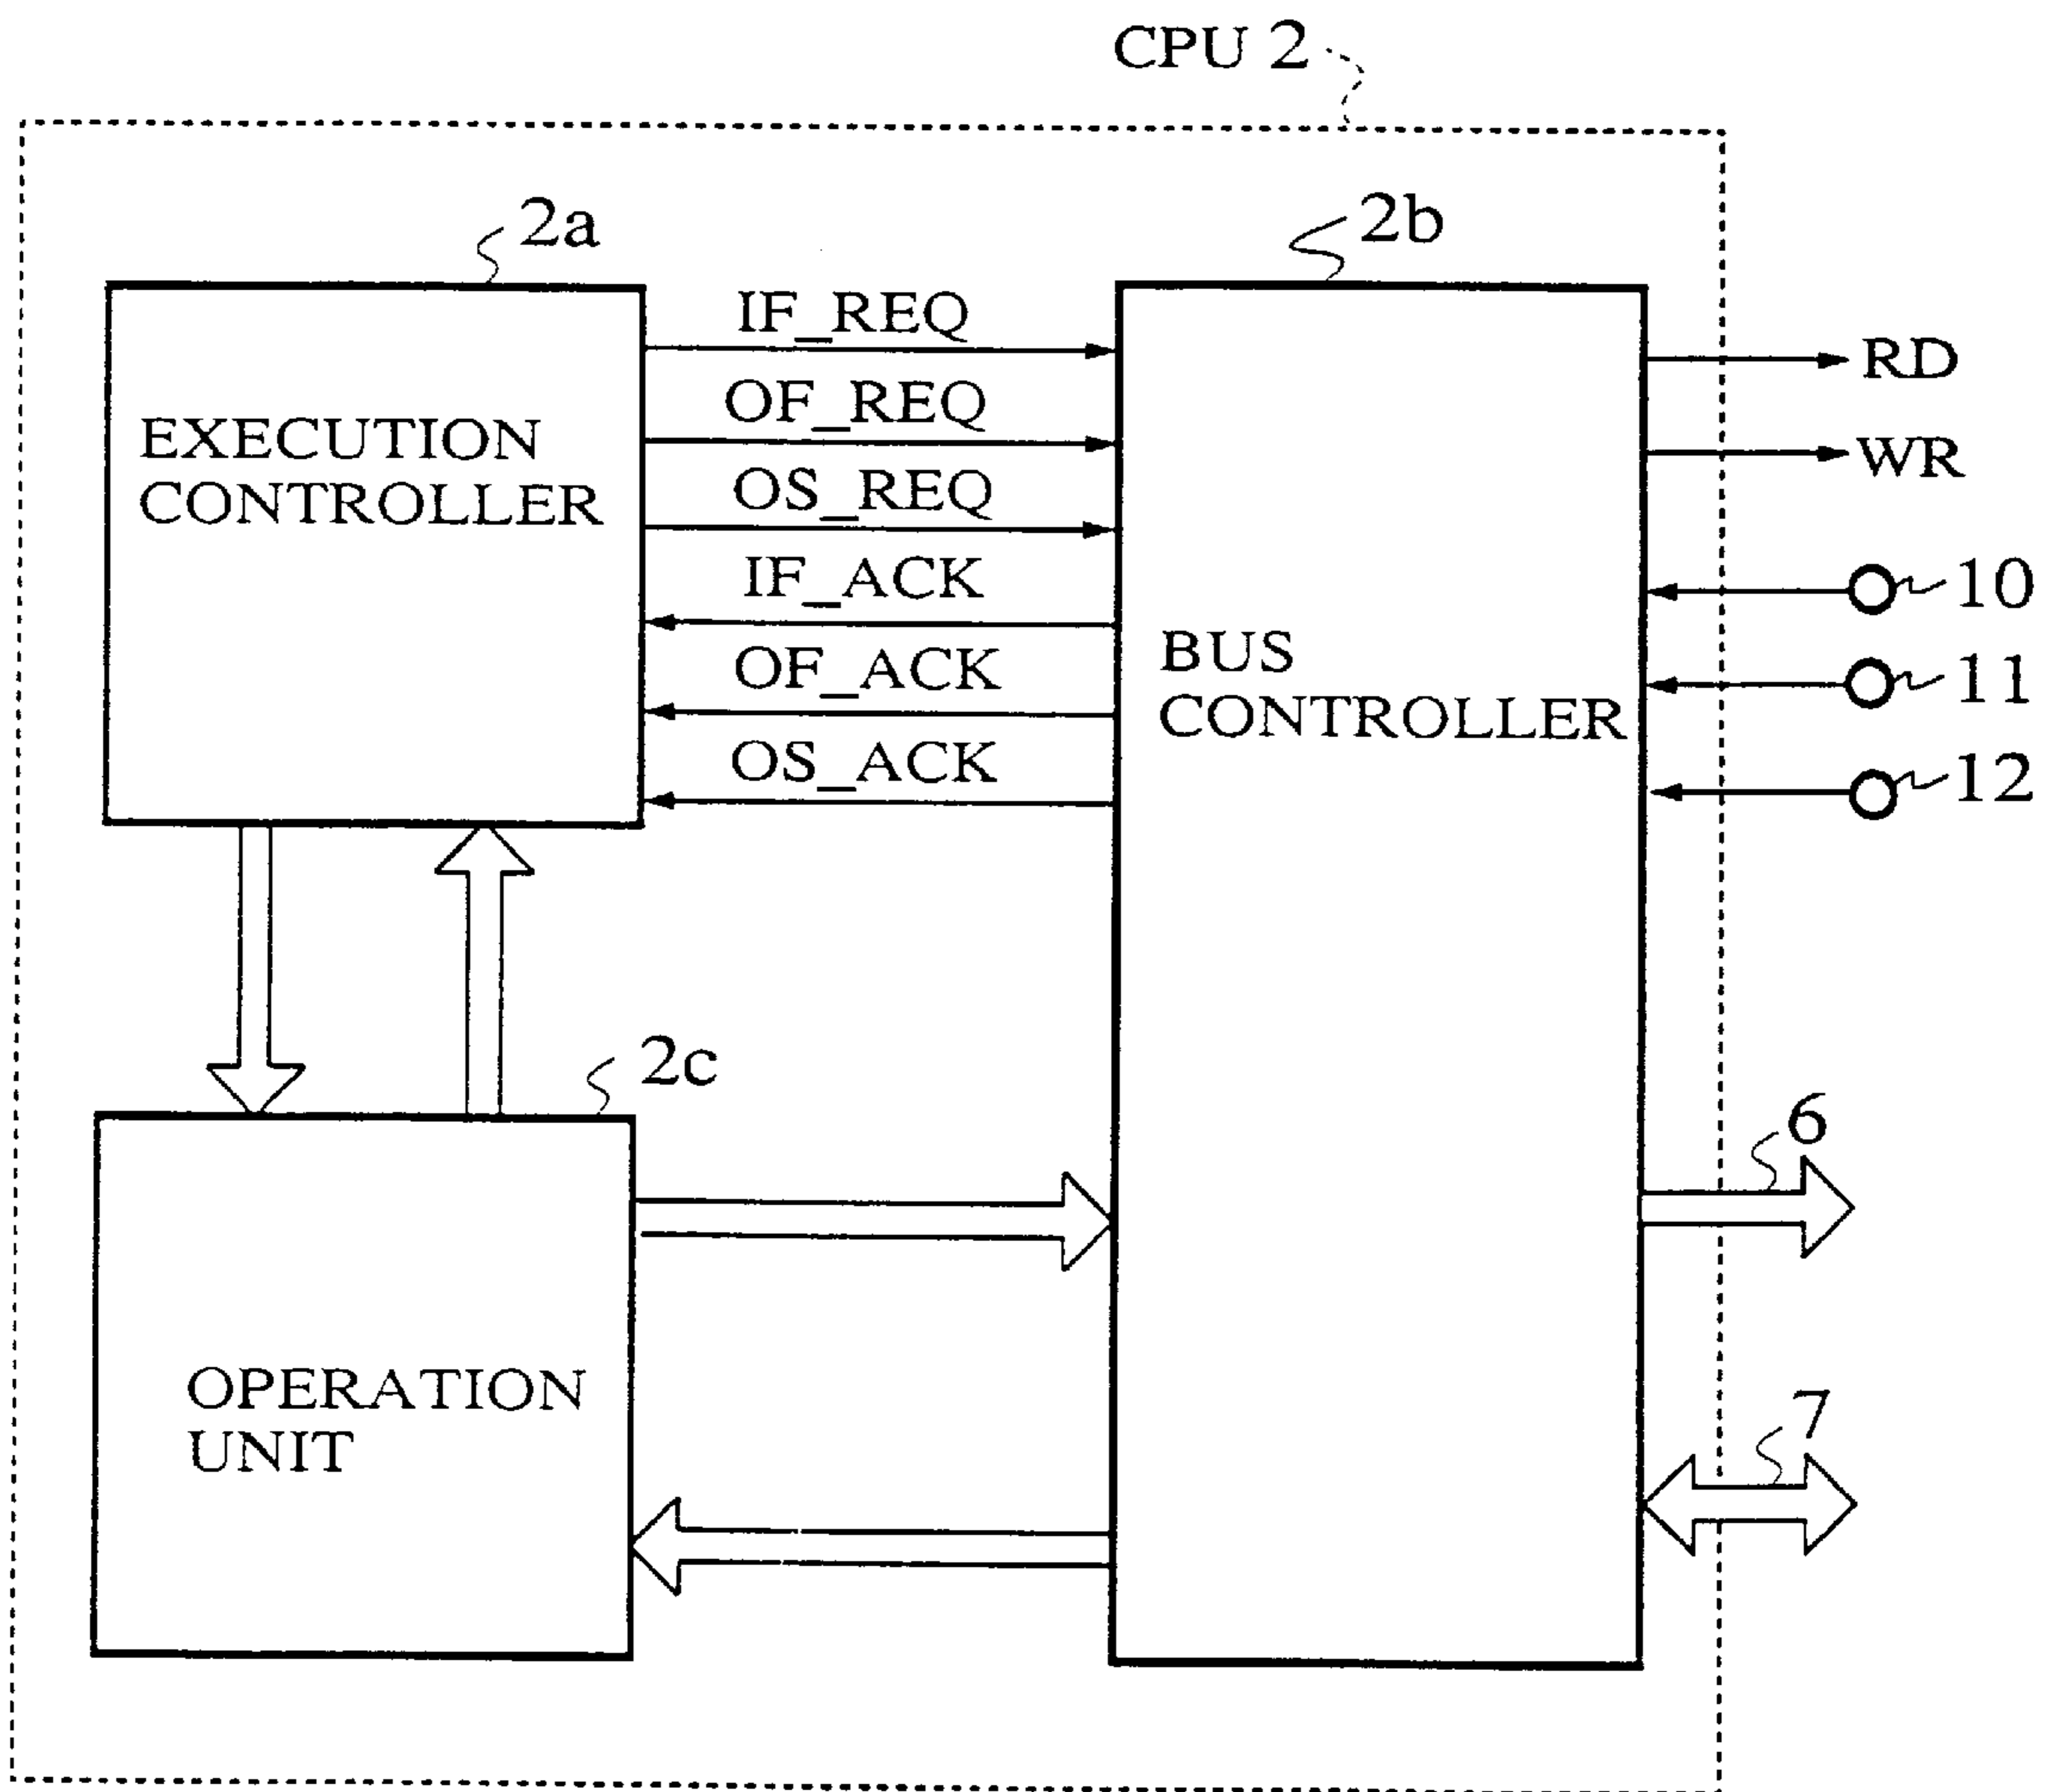 CPU 2
2a
2b
IF_REQ
OF_REQ
OS_REQ
IF_ACK
OF_ACK
OS_ACK
EXECUTION
CONTROLLER
BUS
CONTROLLER
RD
WR
10
11
12
2c
6
7
OPERATION
UNIT